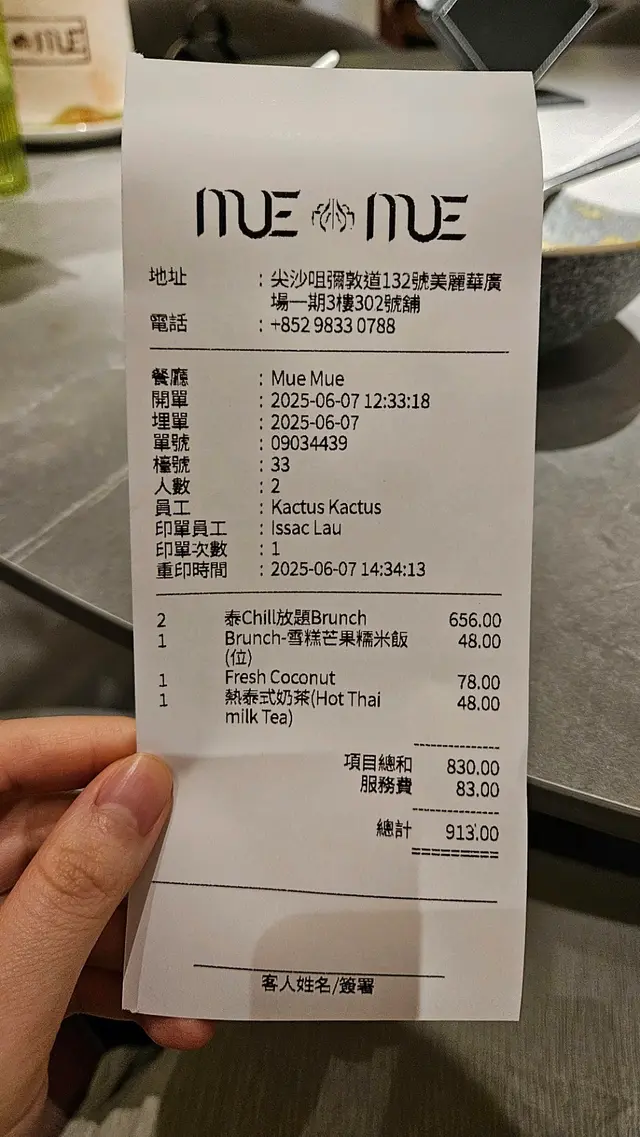 MUE
MUE MUE
地址 : 尖沙咀彌敦道132號美麗華廣
場一期3樓302號舖
電話 : +852 9833 0788
餐廳 : Mue Mue
開單 : 2025-06-07 12:33:18
埋單 : 2025-06-07
單號 : 09034439
檯號 : 33
人數 : 2
員工 : Kactus Kactus
印單員工 : Issac Lau
印單次數 : 1
重印時間 : 2025-06-07 14:34:13
2 泰Chill放題Brunch 656.00
1 Brunch-雪糕芒果糯米飯 48.00
(位)
1 Fresh Coconut 78.00
1 熱泰式奶茶(Hot Thai 48.00
milk Tea)
項目總和 830.00
服務費 83.00
總計 913.00
客人姓名/簽署